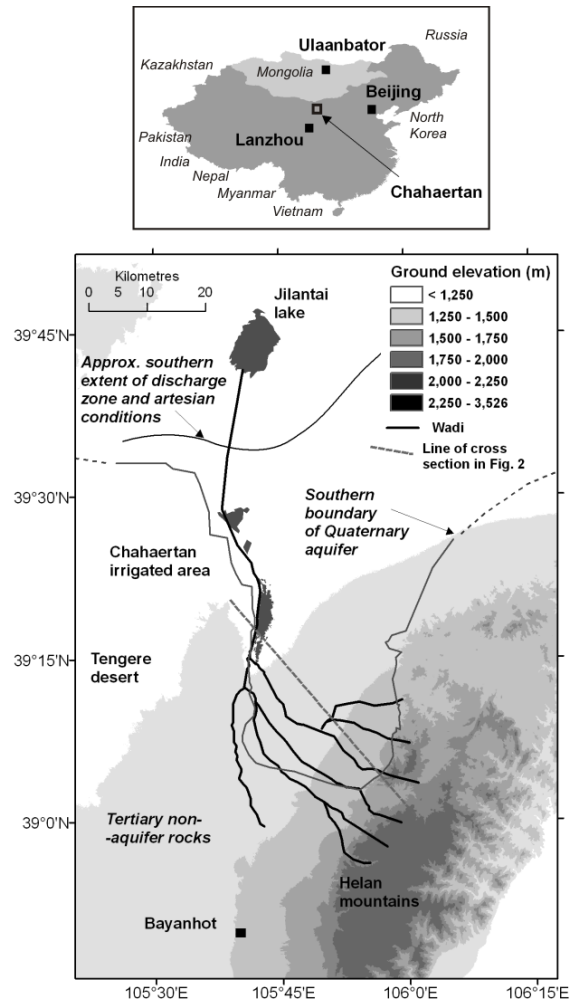 Ulaanbator
Russia
Kazakhstan
Mongolia
Beijing
North
Korea
Lanzhou
Pakistan
India
Nepal
Myanmar
Chahaertan
Vietnam
Kilometres
0 5 10 20
Jilantai
lake
Ground elevation (m)
< 1,250
1,250 - 1,500
1,500 - 1,750
1,750 - 2,000
2,000 - 2,250
2,250 - 3,526
Wadi
Line of cross
section in Fig. 2
39°45'N
Approx. southern
extent of discharge
zone and artesian
conditions
39°30'N
Southern
boundary
of Quaternary
aquifer
Chahaertan
irrigated area
39°15'N
Tengere
desert
39°0'N
Tertiary non-
-aquifer rocks
Helan
mountains
Bayanhot
105°30'E 105°45'E 106°0'E 106°15'E